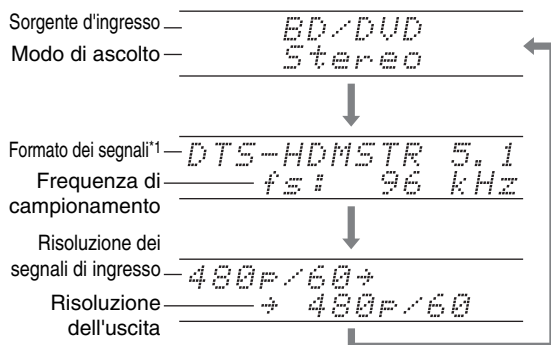 Sorgente d'ingresso
BD/DVD
Modo di ascolto
Stereo
Formato dei segnali*1
DTS-HDMSTR 5.1
Frequenza di
campionamento
fs: 96 kHz
Risoluzione dei
segnali di ingresso
480p/60→
Risoluzione
dell'uscita
→ 480p/60